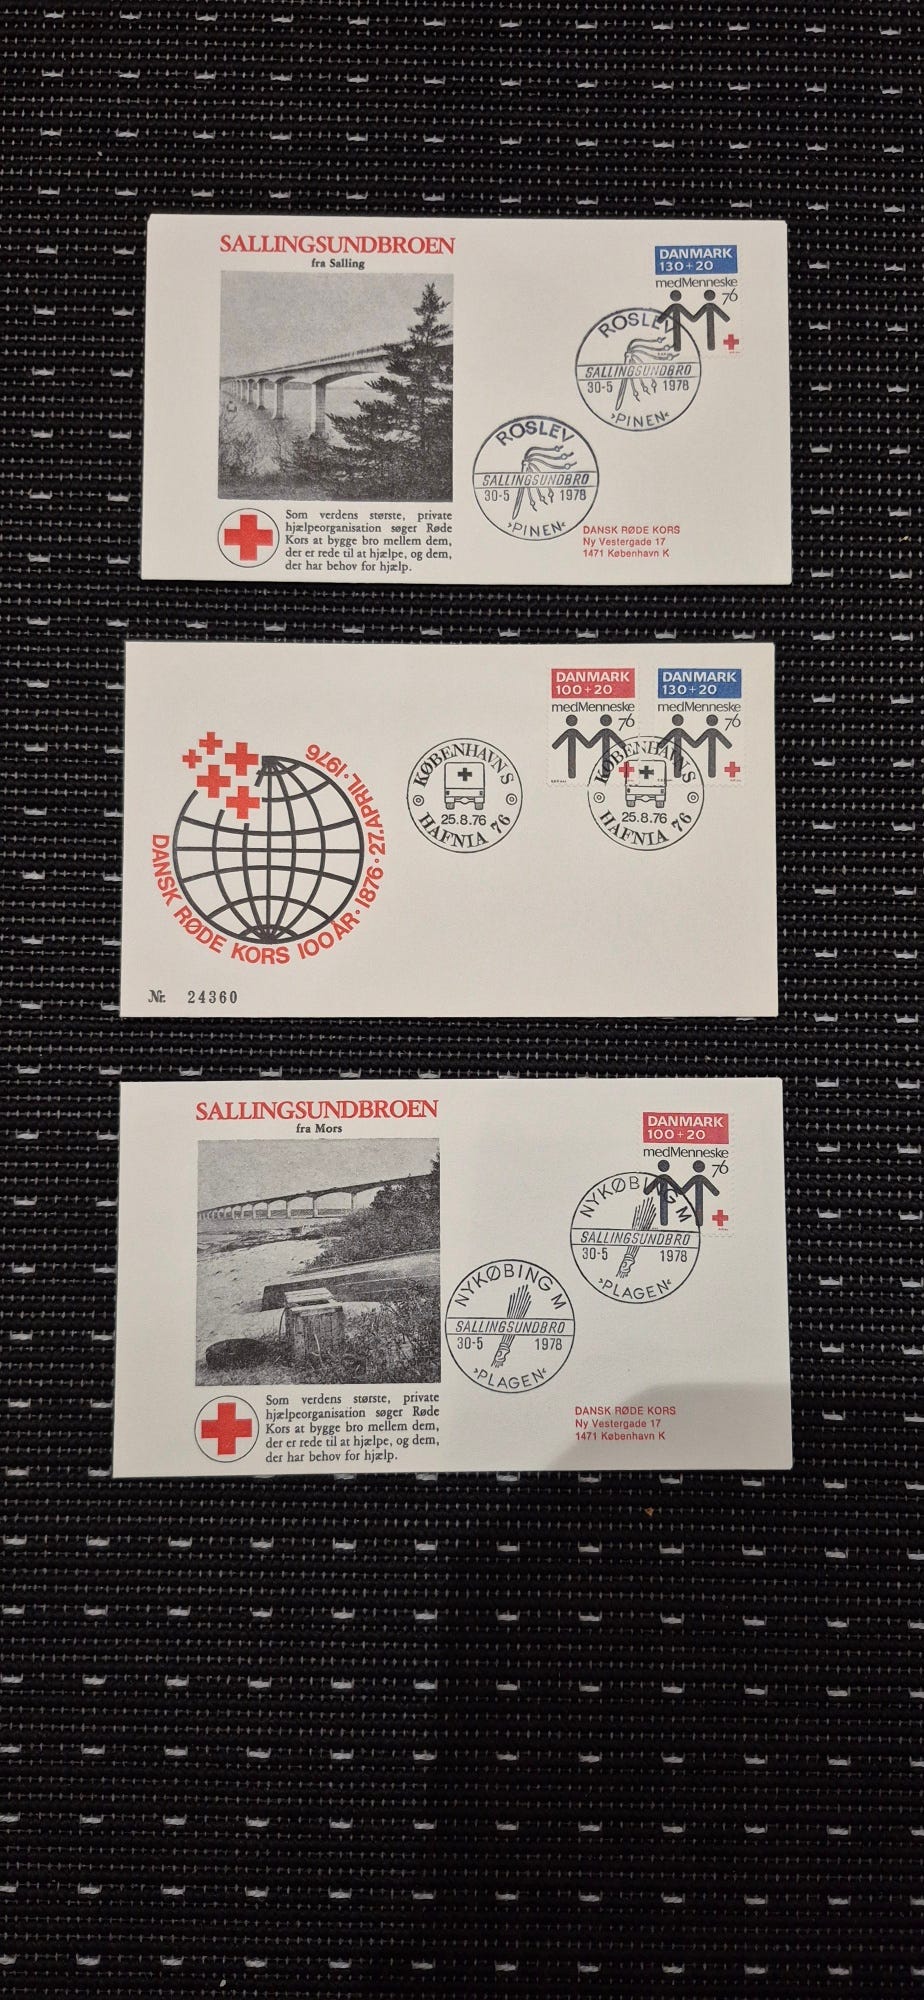 SALLINGSUNDBROEN
fra Salling
Som verdens største, private
hjælpeorganisation søger Røde
Kors at bygge bro mellem dem,
der er rede til at hjælpe, og dem,
der har behov for hjælp.
DANMARK
130+20
medMenneske
76
ROSLEV
SALLINGSUNDBRO
30-5 1978
›PINEN‹
ROSLEV
SALLINGSUNDBRO
30-5 1978
›PINEN‹
DANSK RØDE KORS
Ny Vestergade 17
1471 København K
DANSK RØDE KORS 100 ÅR · 1876 · 27. APRIL · 1976
Nr. 24360
KØBENHAVN S
25.8.76
HAFNIA 76
DANMARK
100+20
medMenneske
76
DANMARK
130+20
medMenneske
76
KØBENHAVN S
25.8.76
HAFNIA 76
SALLINGSUNDBROEN
fra Mors
Som verdens største, private
hjælpeorganisation søger Røde
Kors at bygge bro mellem dem,
der er rede til at hjælpe, og dem,
der har behov for hjælp.
DANMARK
100+20
medMenneske
76
NYKØBING M
SALLINGSUNDBRO
30-5 1978
›PLAGEN‹
NYKØBING M
SALLINGSUNDBRO
30-5 1978
›PLAGEN‹
DANSK RØDE KORS
Ny Vestergade 17
1471 København K